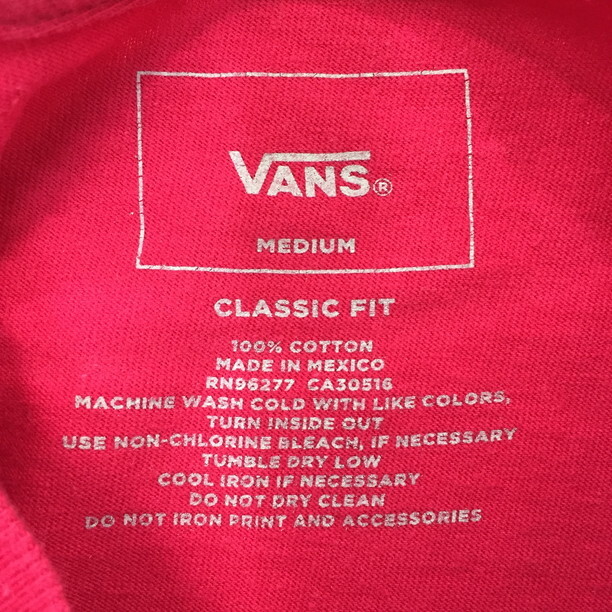 VANS®
MEDIUM
CLASSIC FIT
100% COTTON
MADE IN MEXICO
RN96277 CA30516
MACHINE WASH COLD WITH LIKE COLORS,
TURN INSIDE OUT
USE NON-CHLORINE BLEACH, IF NECESSARY
TUMBLE DRY LOW
COOL IRON IF NECESSARY
DO NOT DRY CLEAN
DO NOT IRON PRINT AND ACCESSORIES